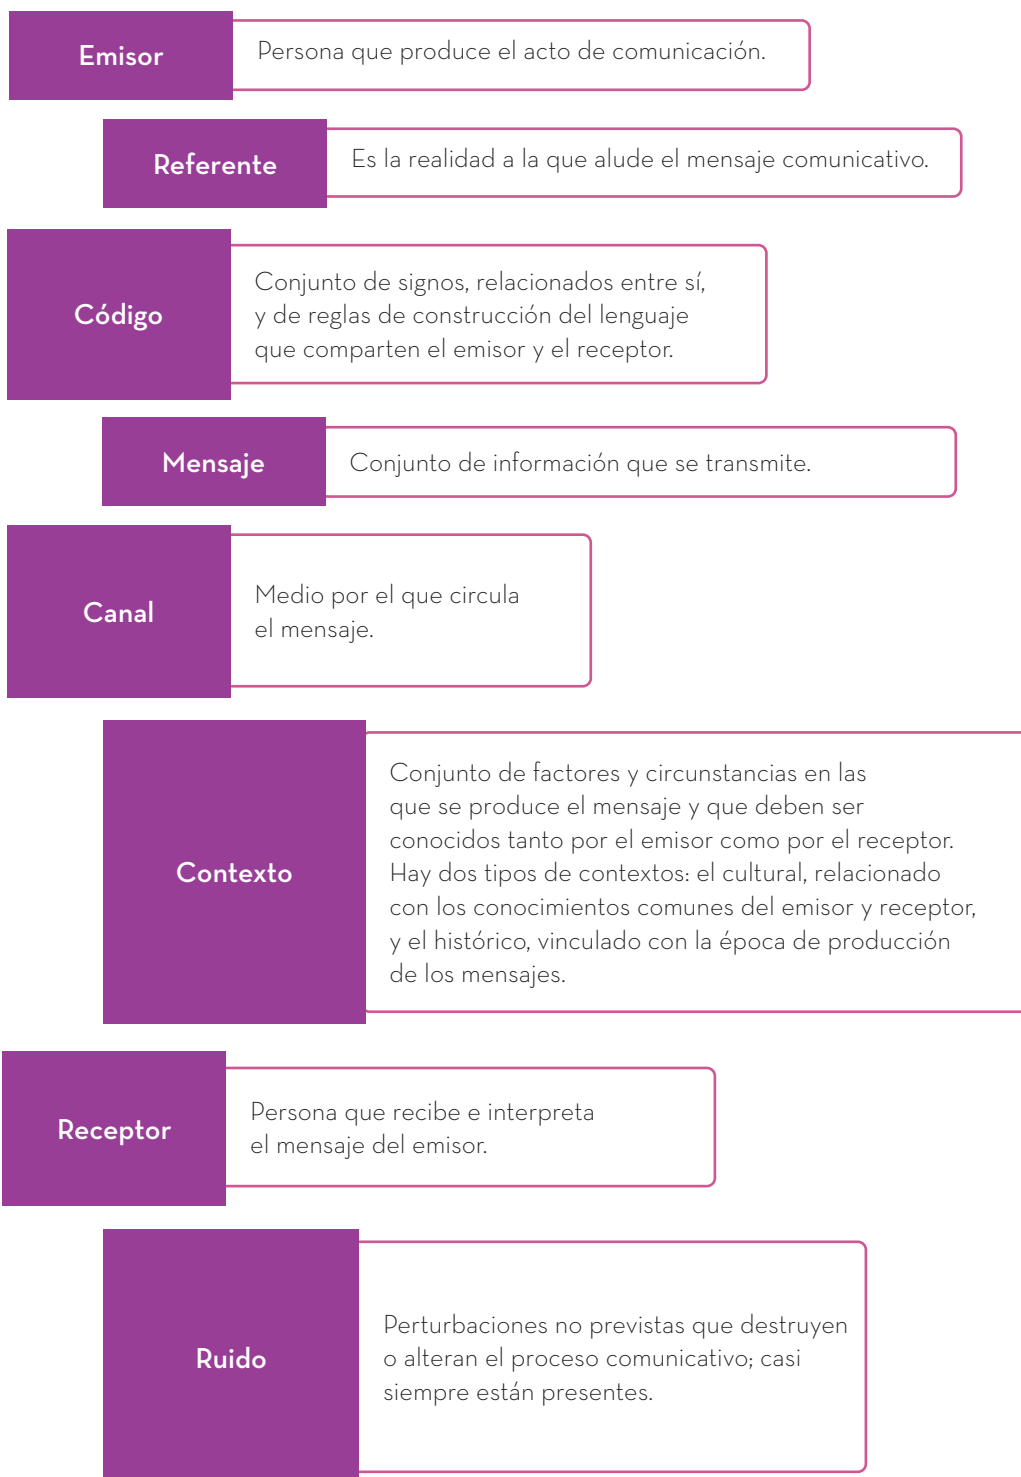 Emisor
Persona que produce el acto de comunicación.
Referente
Es la realidad a la que alude el mensaje comunicativo.
Código
Conjunto de signos, relacionados entre sí,
y de reglas de construcción del lenguaje
que comparten el emisor y el receptor.
Mensaje
Conjunto de información que se transmite.
Canal
Medio por el que circula
el mensaje.
Contexto
Conjunto de factores y circunstancias en las
que se produce el mensaje y que deben ser
conocidos tanto por el emisor como por el receptor.
Hay dos tipos de contextos: el cultural, relacionado
con los conocimientos comunes del emisor y receptor,
y el histórico, vinculado con la época de producción
de los mensajes.
Receptor
Persona que recibe e interpreta
el mensaje del emisor.
Ruido
Perturbaciones no previstas que destruyen
o alteran el proceso comunicativo; casi
siempre están presentes.